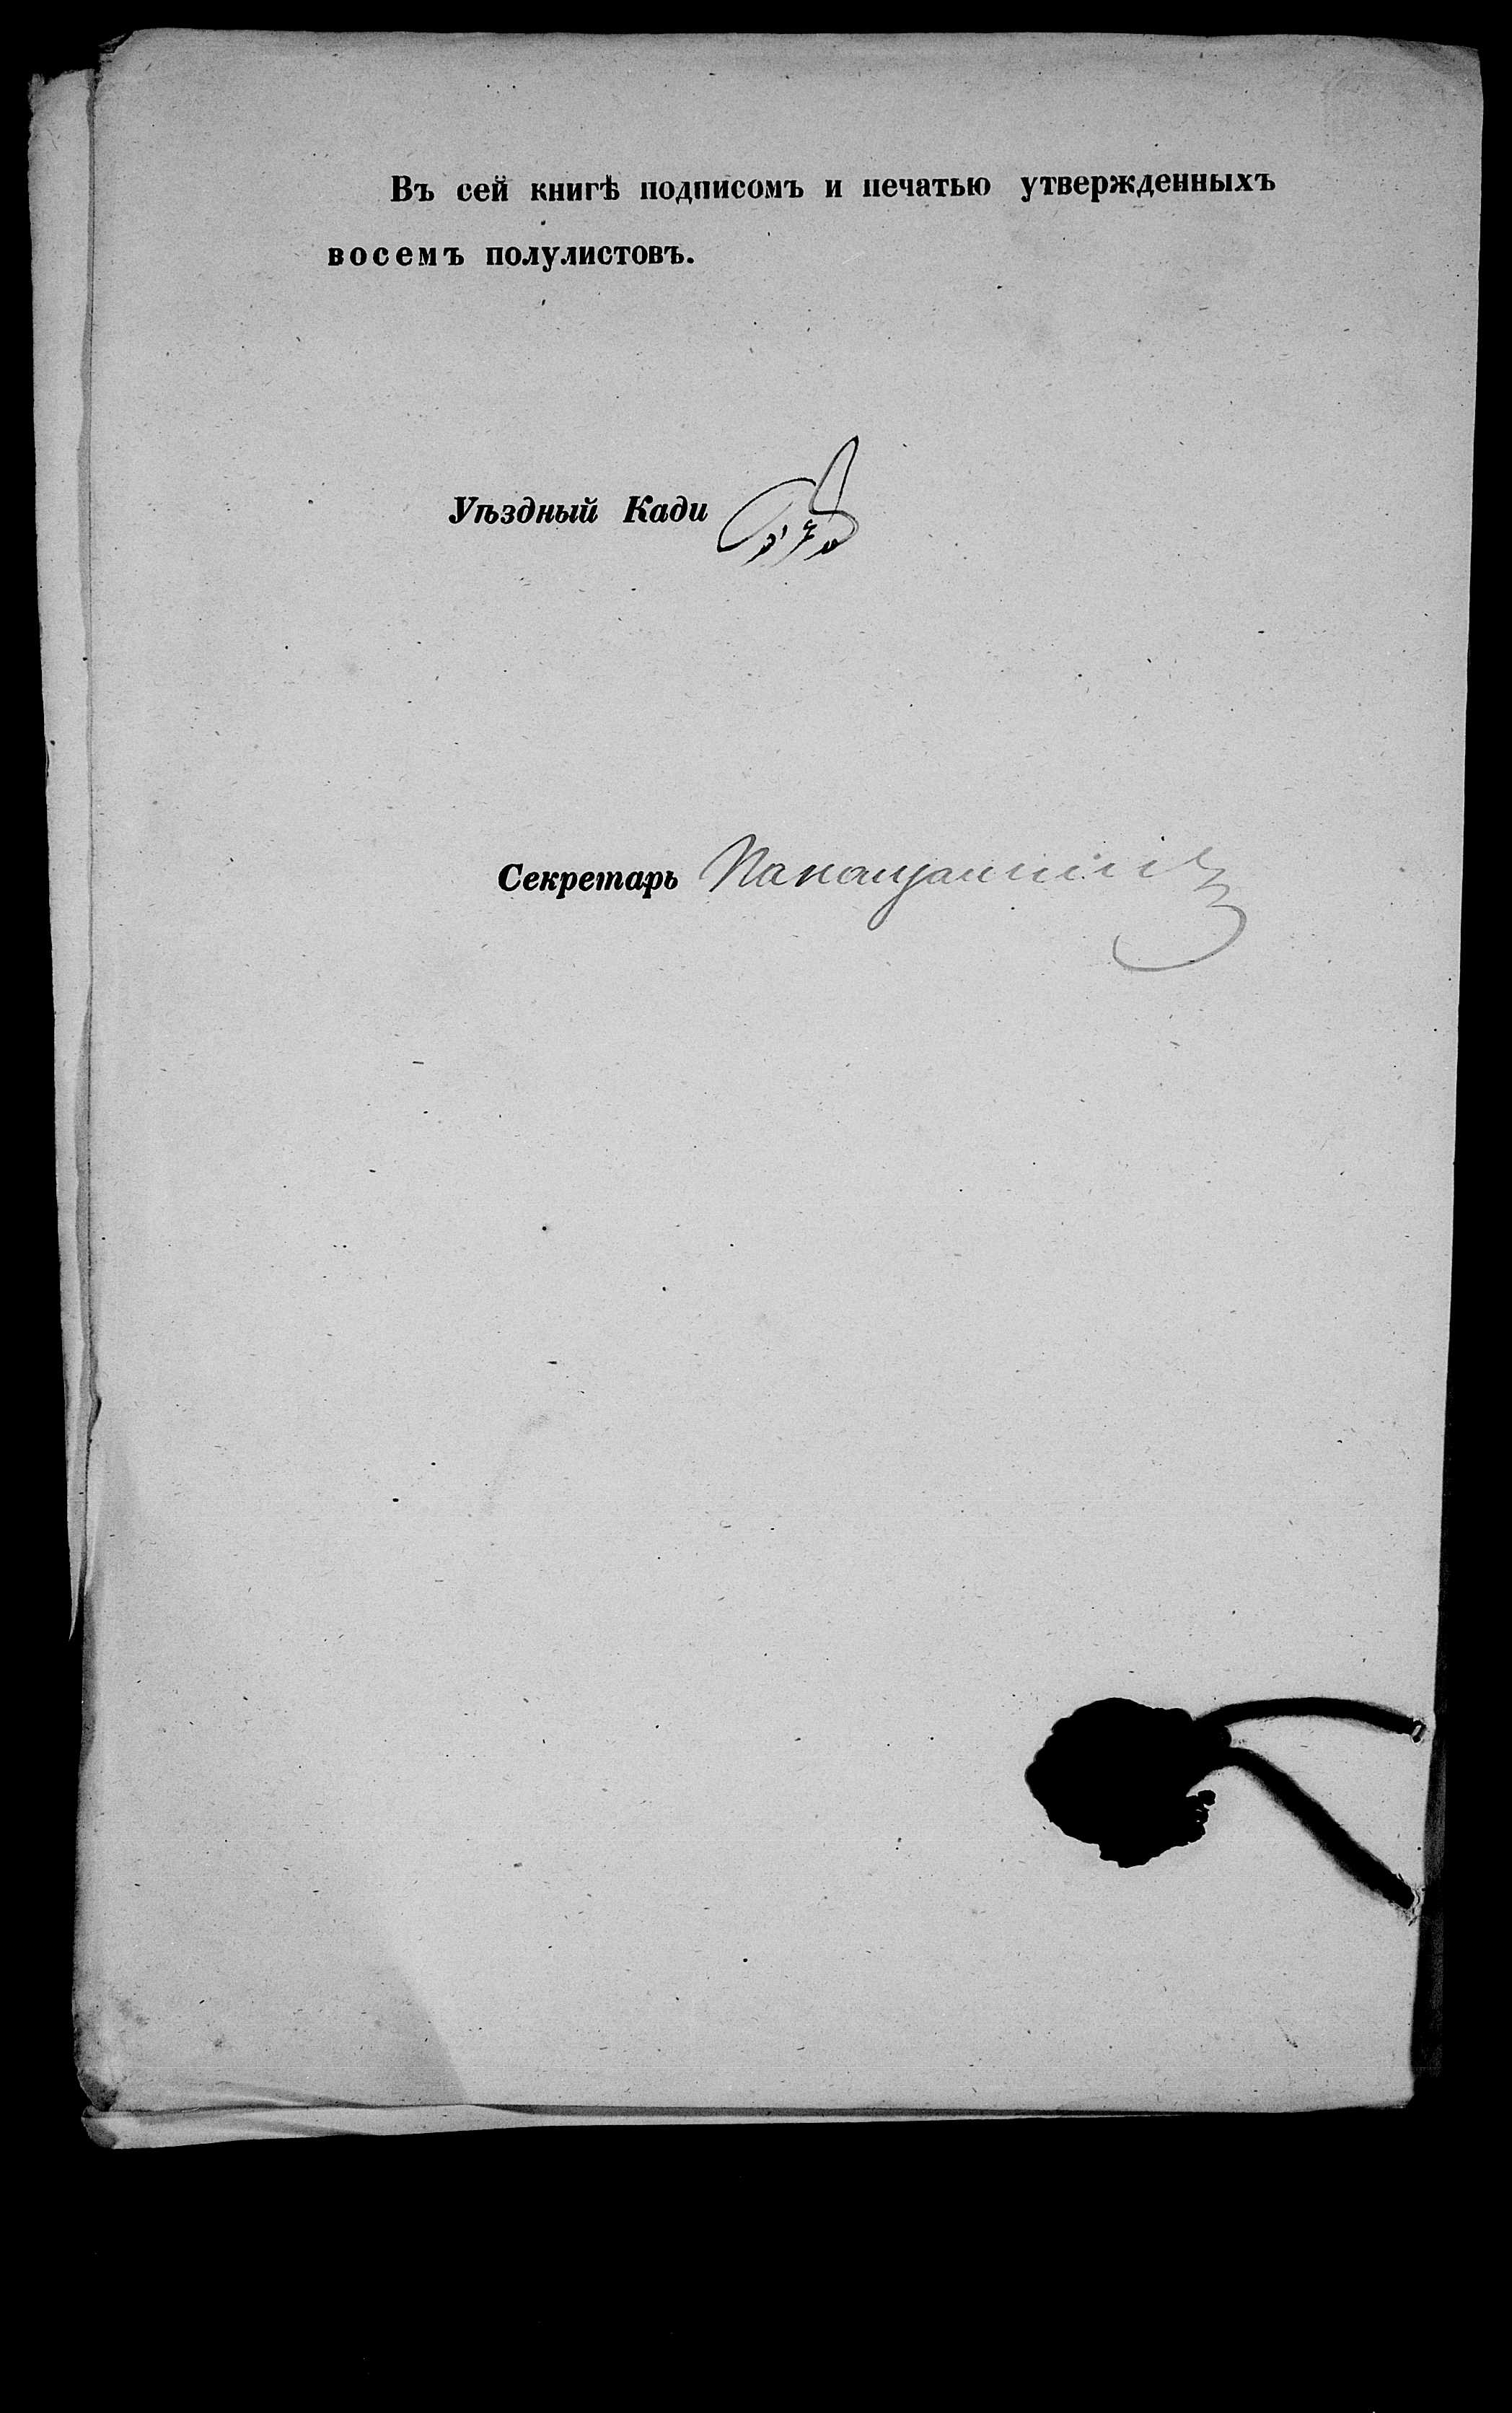 Въ сей книгѣ подписомъ и печатью утвержденныхъ
восемъ полулистовъ.
Уѣздный Кади
Секретарь